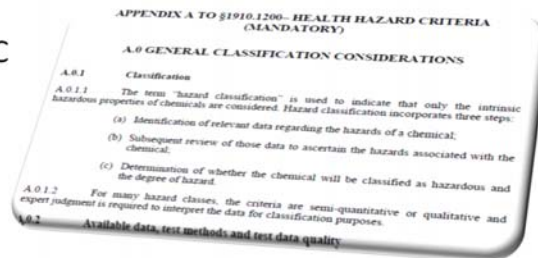 C
APPENDIX A TO §1910.1200– HEALTH HAZARD CRITERIA
(MANDATORY)
A.0 GENERAL CLASSIFICATION CONSIDERATIONS
A.0.1 Classification
A.0.1.1 The term "hazard classification" is used to indicate that only the intrinsic
hazardous properties of chemicals are considered. Hazard classification incorporates three steps:
(a) Identification of relevant data regarding the hazards of a chemical;
(b) Subsequent review of those data to ascertain the hazards associated with the
chemical;
(c) Determination of whether the chemical will be classified as hazardous and
the degree of hazard.
A.0.1.2 For many hazard classes, the criteria are semi-quantitative or qualitative and
expert judgment is required to interpret the data for classification purposes.
A.0.2 Available data, test methods and test data quality